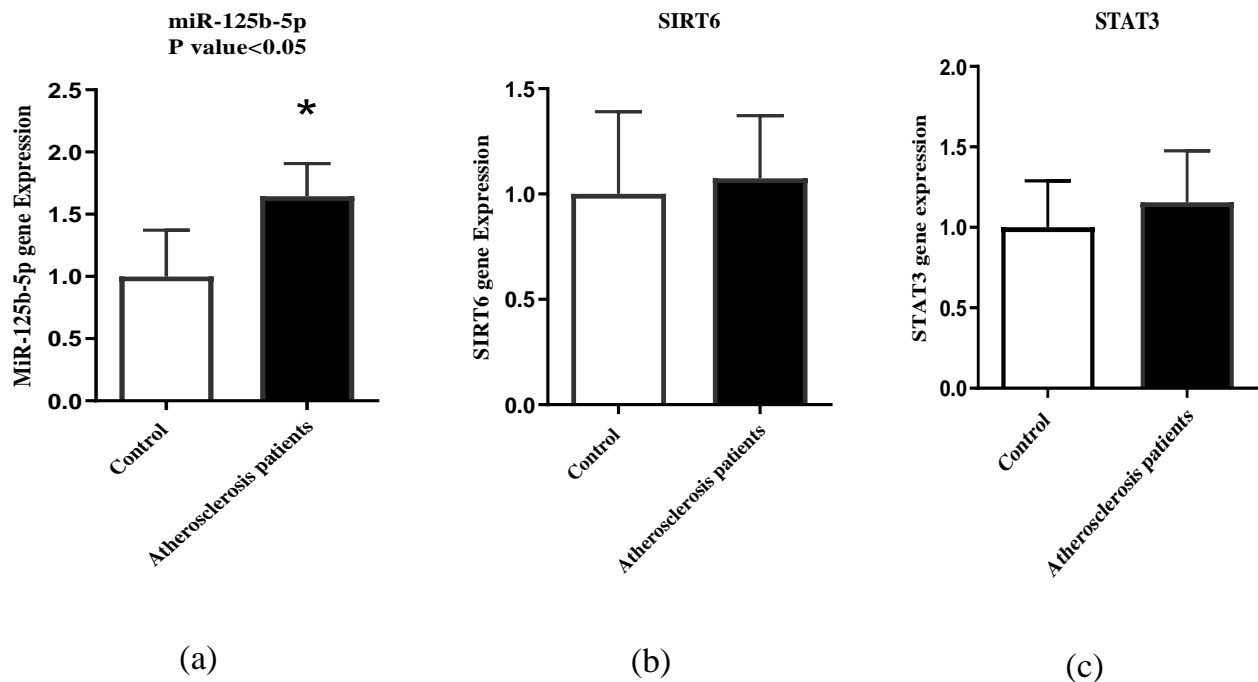 miR-125b-5p
P value<0.05
MiR-125b-5p gene Expression
2.5
2.0
1.5
1.0
0.5
0.0
*
Control
Atherosclerosis patients
(a)
SIRT6
SIRT6 gene Expression
1.5
1.0
0.5
0.0
Control
Atherosclerosis patients
(b)
STAT3
STAT3 gene expression
2.0
1.5
1.0
0.5
0.0
Control
Atherosclerosis patients
(c)